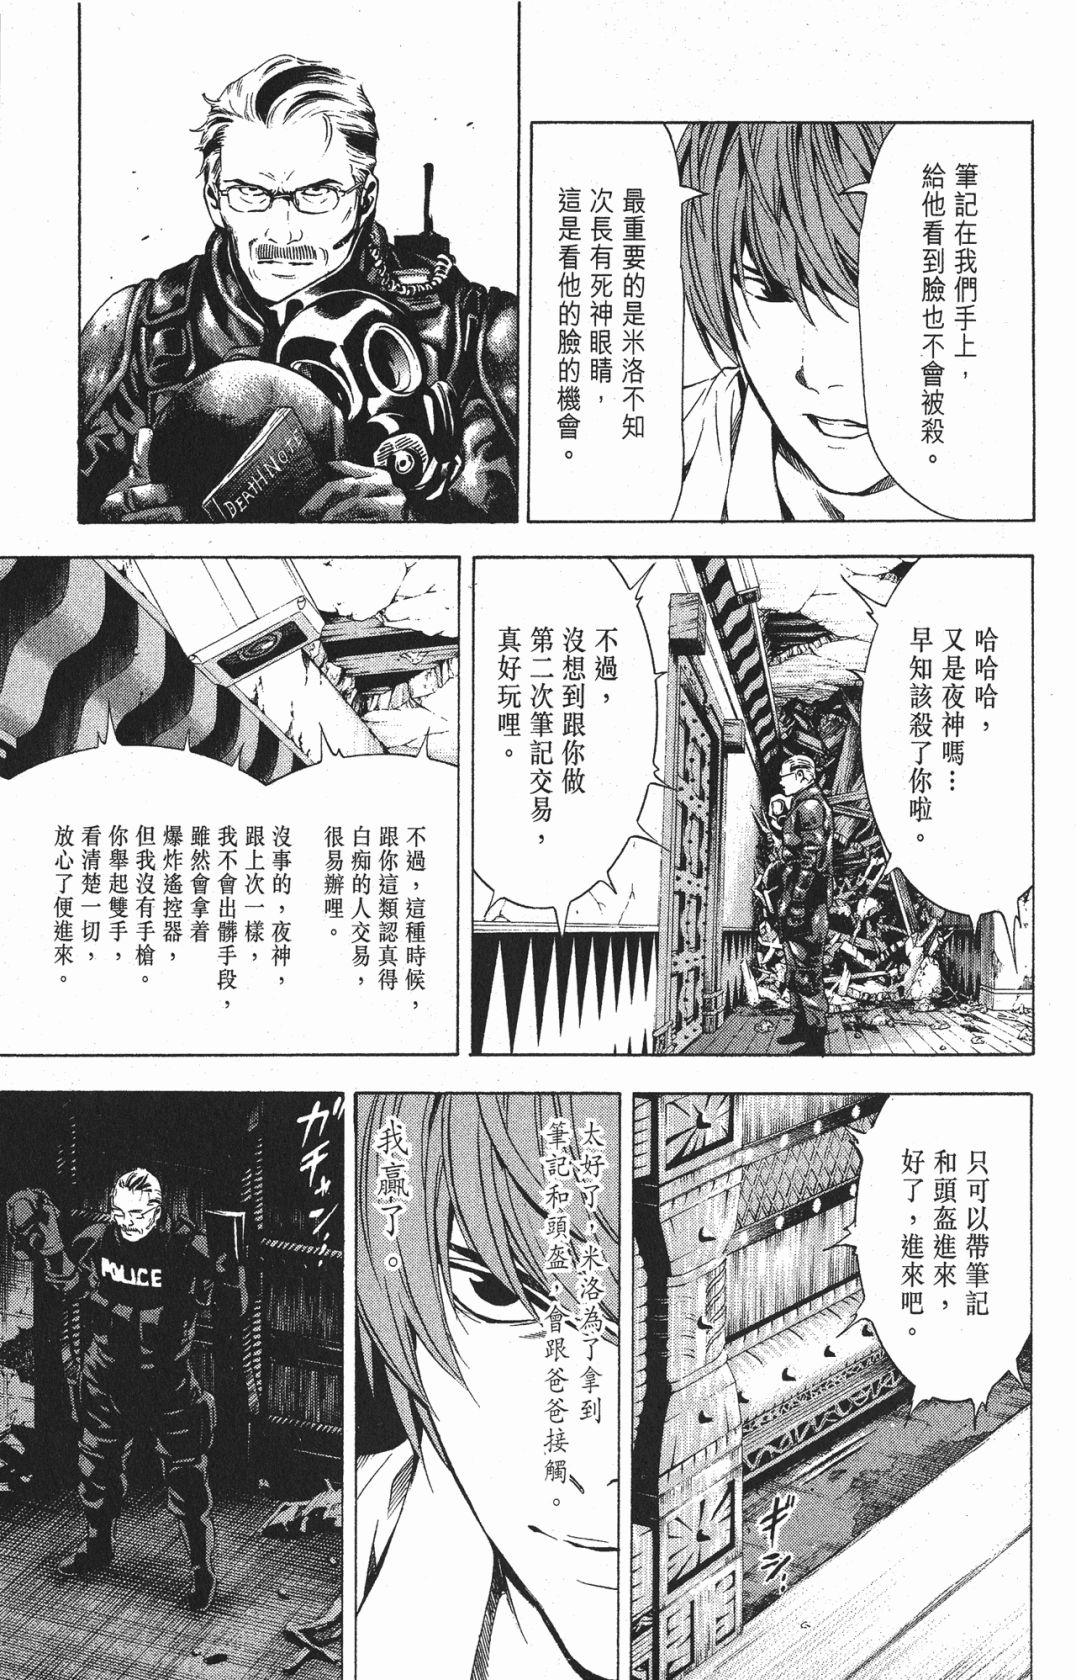 筆記在我們手上，
給他看到臉也不會被殺。
最重要的是米洛不知
次長有死神眼睛，
這是看他的臉的機會。
DEATH NOTE
哈哈哈，
又是夜神嗎…
早知該殺了你啦。
不過，
沒想到跟你做
第二次筆記交易，
真好玩哩。
不過，這種時候，
跟你這類認真得
白痴的人交易，
很易辦哩。
沒事的，夜神，
跟上次一樣，
我不會出髒手段，
雖然會拿着
爆炸遙控器，
但我沒有手槍。
你舉起雙手，
看清楚一切，
放心了便進來。
只可以帶筆記
和頭盔進來，
好了，進來吧。
ギシッ
太好了，米洛為了拿到
筆記和頭盔，會跟爸爸接觸。
我贏了。
ガチャン
POLICE